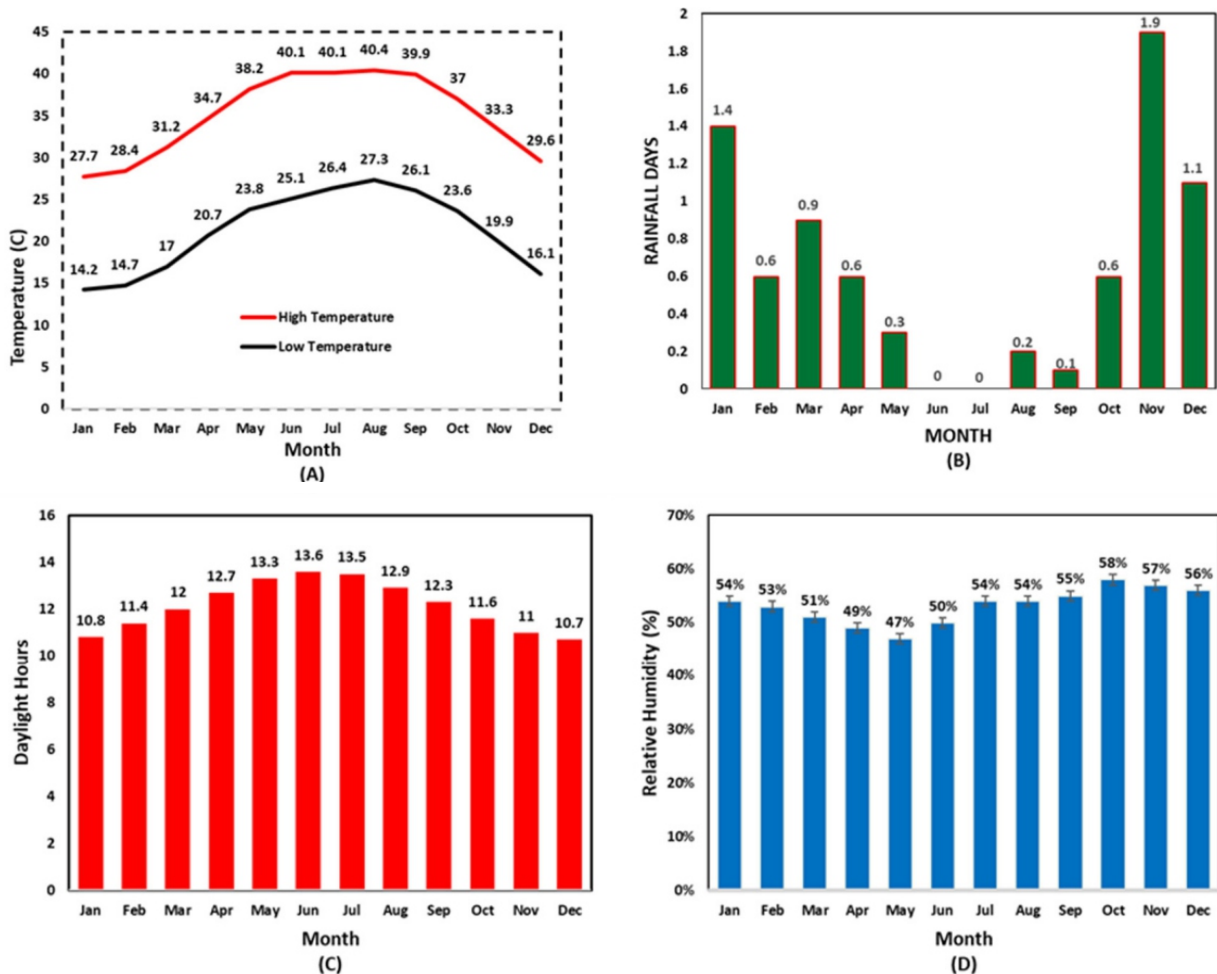 45
40
35
30
25
20
15
10
5
0
Temperature (C)
27.7 28.4 31.2 34.7 38.2 40.1 40.1 40.4 39.9 37 33.3 29.6
14.2 14.7 17 20.7 23.8 25.1 26.4 27.3 26.1 23.6 19.9 16.1
High Temperature
Low Temperature
Jan Feb Mar Apr May Jun Jul Aug Sep Oct Nov Dec
Month
(A)
2
1.8
1.6
1.4
1.2
1
0.8
0.6
0.4
0.2
0
RAINFALL DAYS
1.4 0.6 0.9 0.6 0.3 0 0 0.2 0.1 0.6 1.9 1.1
Jan Feb Mar Apr May Jun Jul Aug Sep Oct Nov Dec
MONTH
(B)
16
14
12
10
8
6
4
2
0
Daylight Hours
10.8 11.4 12 12.7 13.3 13.6 13.5 12.9 12.3 11.6 11 10.7
Jan Feb Mar Apr May Jun Jul Aug Sep Oct Nov Dec
Month
(C)
70%
60%
50%
40%
30%
20%
10%
0%
Relative Humidity (%)
54% 53% 51% 49% 47% 50% 54% 54% 55% 58% 57% 56%
Jan Feb Mar Apr May Jun Jul Aug Sep Oct Nov Dec
Month
(D)